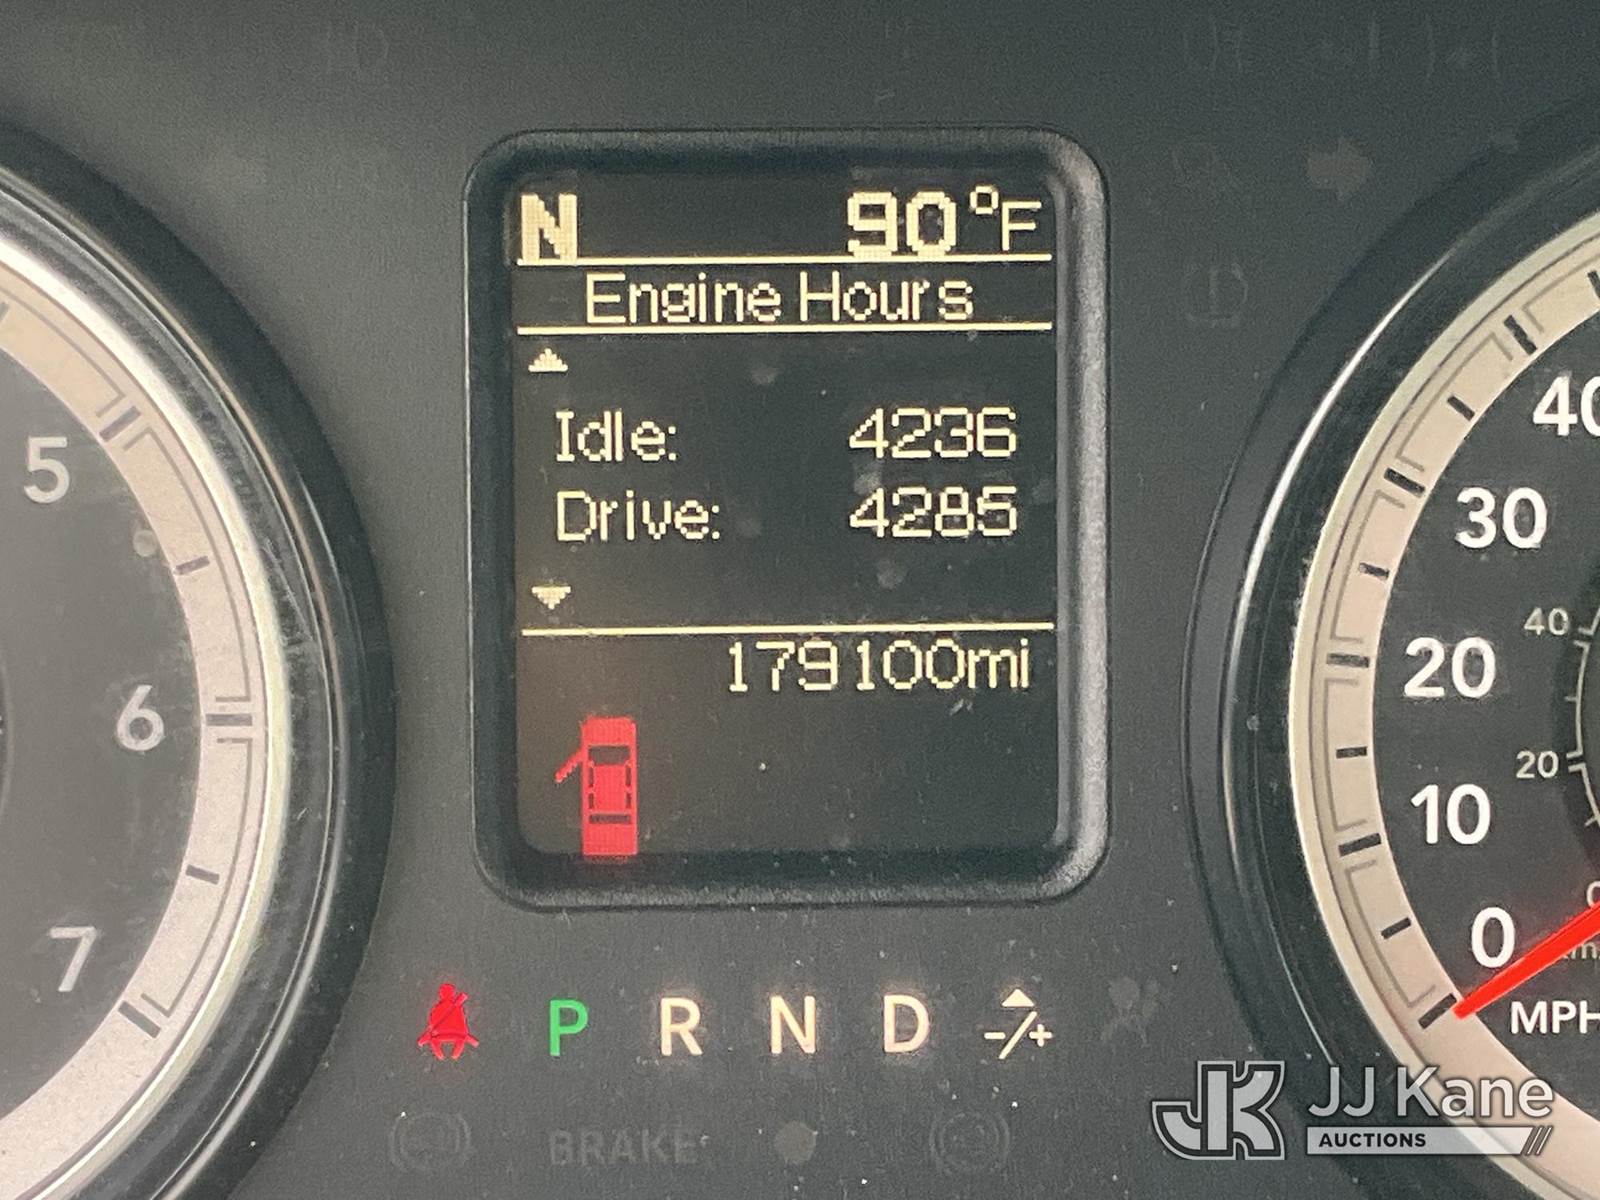 N 90°F
Engine Hours
Idle: 4236
Drive: 4285
179100mi
5
6
7
40
30
20
10
0
MPH
40
20
P R N D -/+
BRAKE
JJ Kane
AUCTIONS